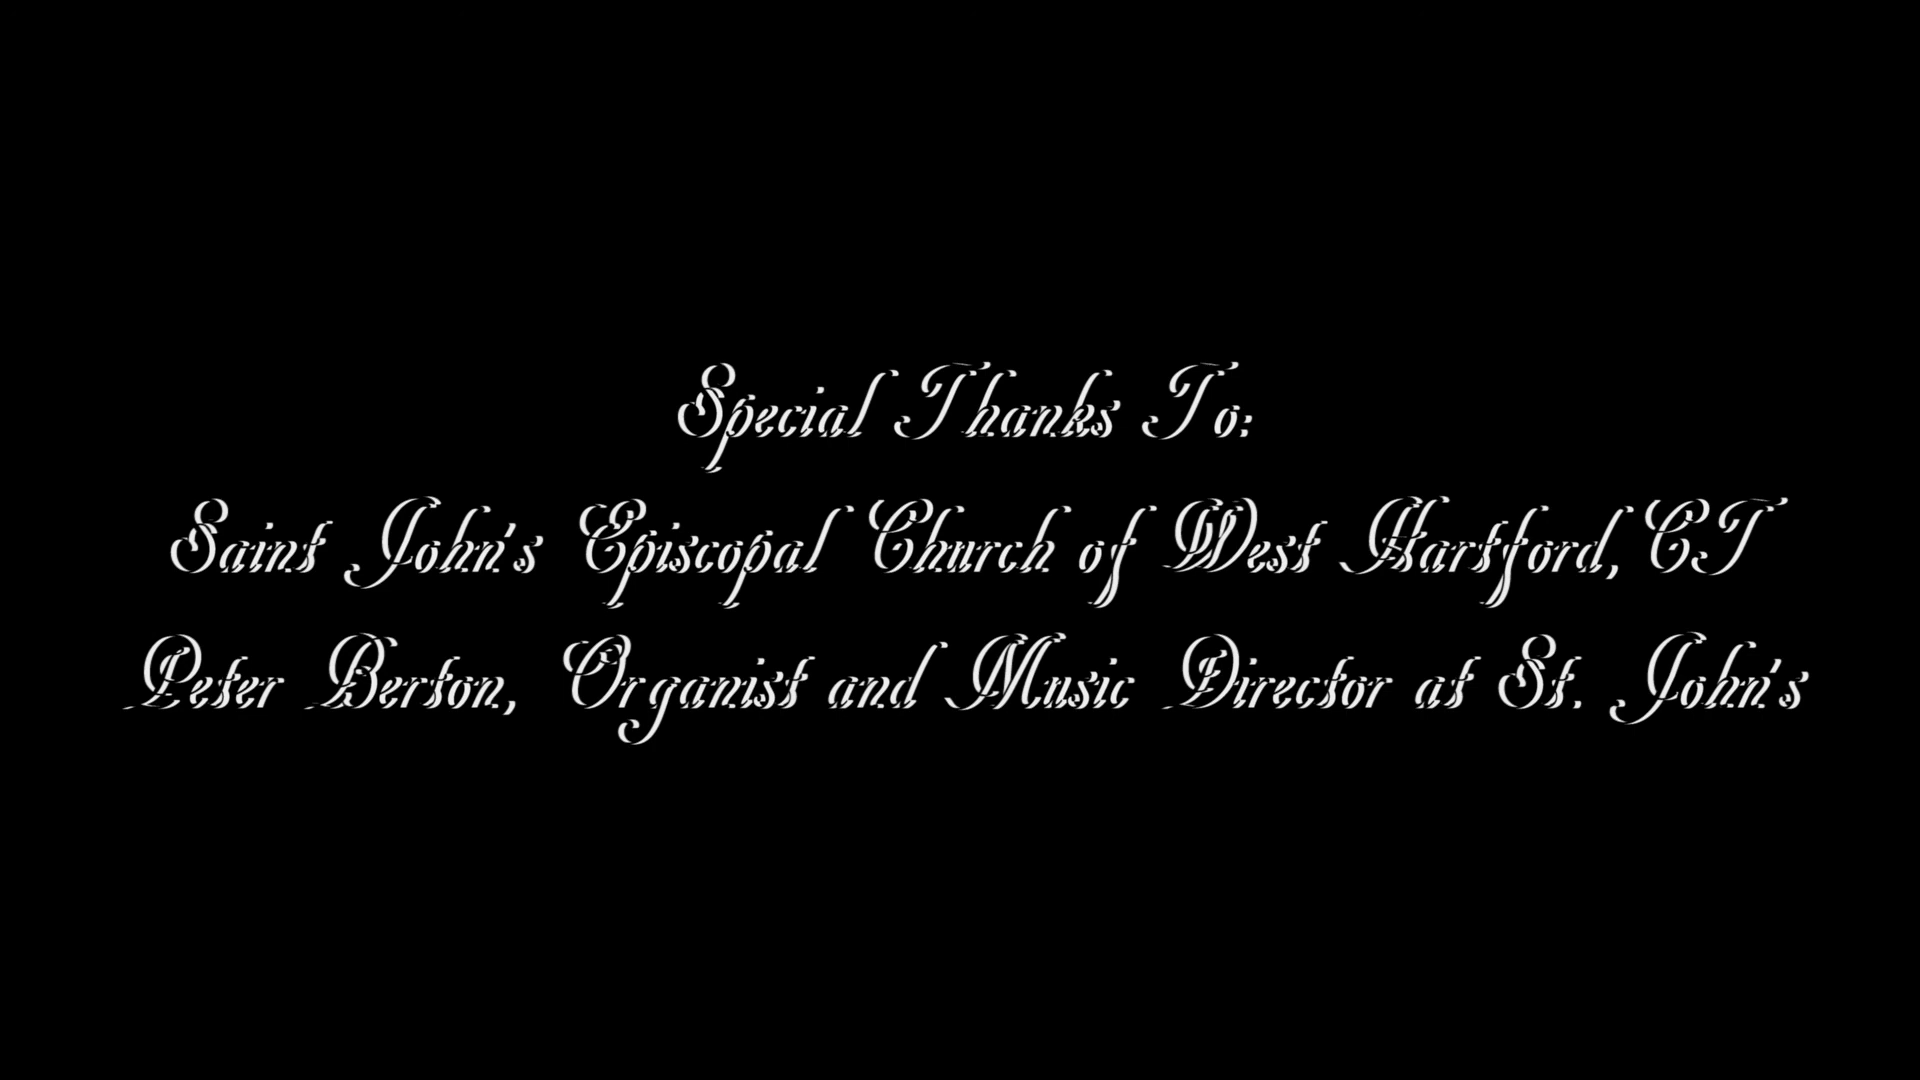 Special Thanks To:
Saint John's Episcopal Church of West Hartford, CT
Peter Berton, Organist and Music Director at St. John's